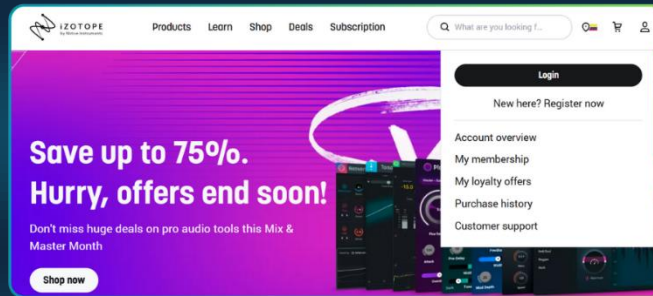 iZOTOPE
by Native Instruments
Products Learn Shop Deals Subscription
What are you looking f...
Login
New here? Register now
Account overview
My membership
My loyalty offers
Purchase history
Customer support
Save up to 75%.
Hurry, offers end soon!
Don't miss huge deals on pro audio tools this Mix &
Master Month
Shop now